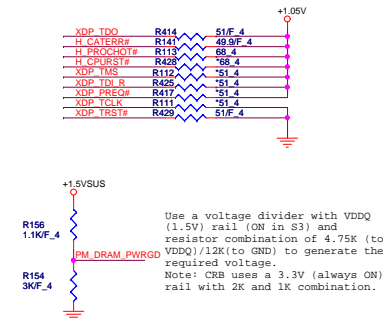 +1.05V
XDP_TDO R414 51/F_4
H_CATERR# R141 49.9/F_4
H_PROCHOT# R113 68_4
H_CPURST# R428 *68_4
XDP_TMS R112 *51_4
XDP_TDI_R R425 *51_4
XDP_PREQ# R417 *51_4
XDP_TCLK R111 *51_4
XDP_TRST# R429 51/F_4
+1.5VSUS
R156
1.1K/F_4
PM_DRAM_PWRGD
R154
3K/F_4
Use a voltage divider with VDDQ
(1.5V) rail (ON in S3) and
resistor combination of 4.75K (to
VDDQ)/12K(to GND) to generate the
required voltage.
Note: CRB uses a 3.3V (always ON)
rail with 2K and 1K combination.